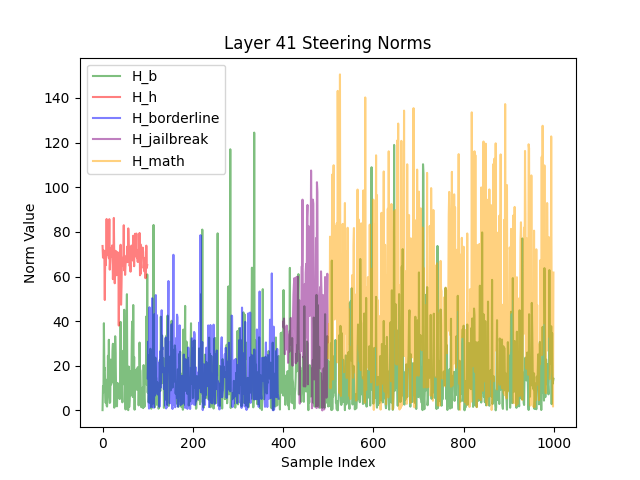 Layer 41 Steering Norms
H_b
H_h
H_borderline
H_jailbreak
H_math
Norm Value
140
120
100
80
60
40
20
0
0
200
400
600
800
1000
Sample Index